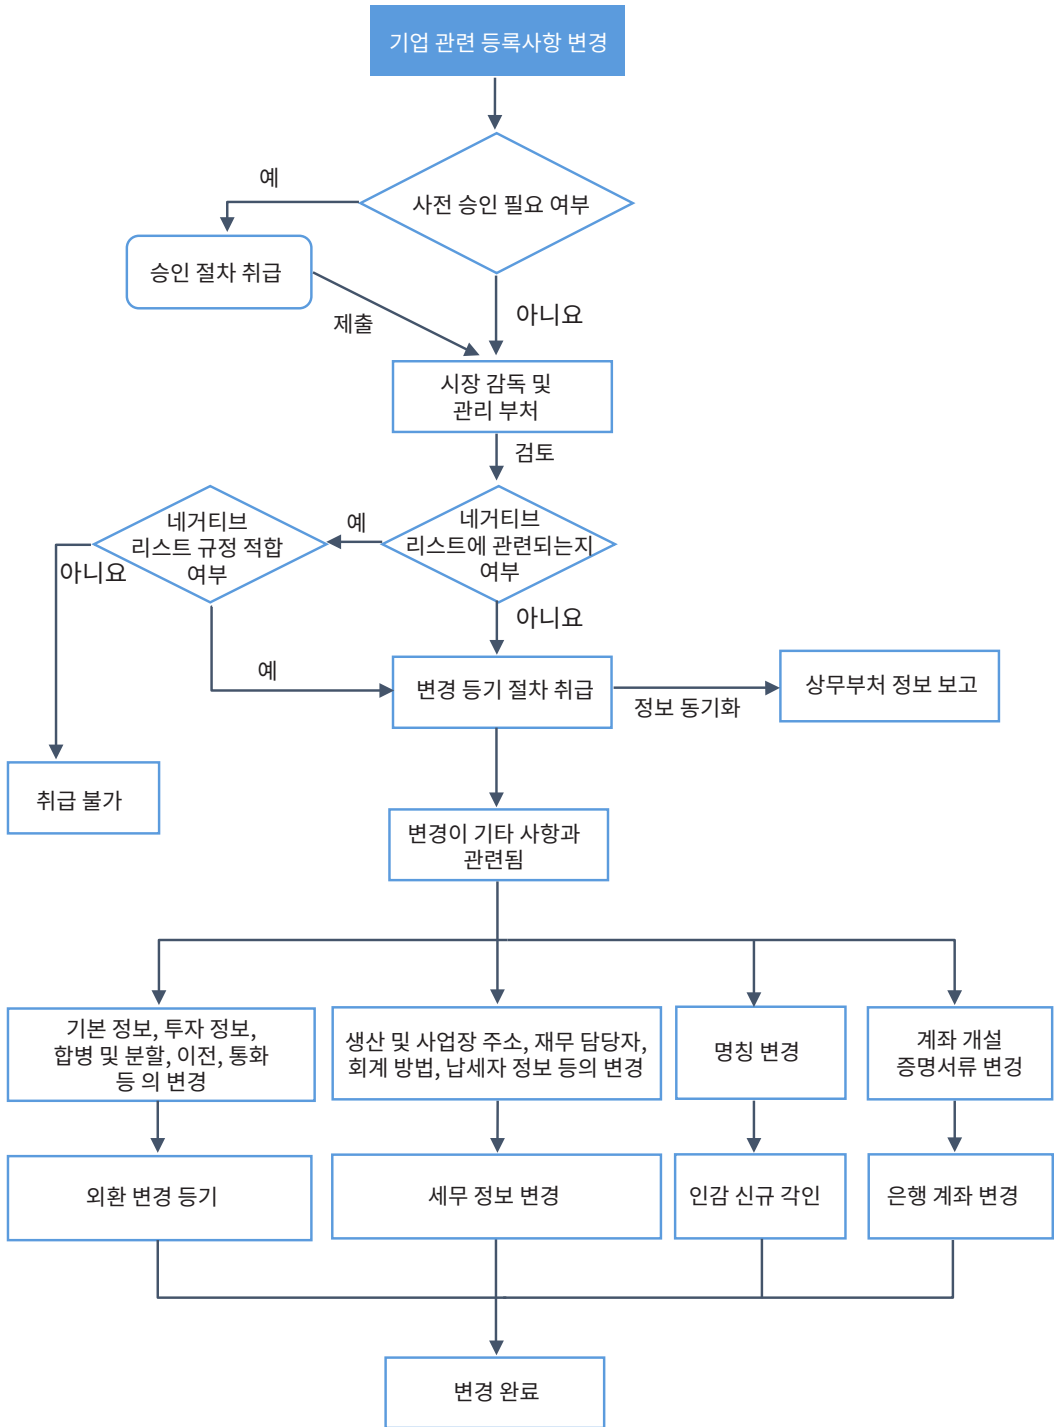 기업 관련 등록사항 변경
예
사전 승인 필요 여부
승인 절차 취급
제출
아니요
시장 감독 및
관리 부처
검토
네거티브
리스트 규정 적합
여부
예
네거티브
리스트에 관련되는지
여부
아니요
아니요
예
변경 등기 절차 취급
정보 동기화
상무부처 정보 보고
취급 불가
변경이 기타 사항과
관련됨
기본 정보, 투자 정보,
합병 및 분할, 이전, 통화
등 의 변경
생산 및 사업장 주소, 재무 담당자,
회계 방법, 납세자 정보 등의 변경
명칭 변경
계좌 개설
증명서류 변겅
외환 변경 등기
세무 정보 변경
인감 신규 각인
은행 계좌 변경
변경 완료